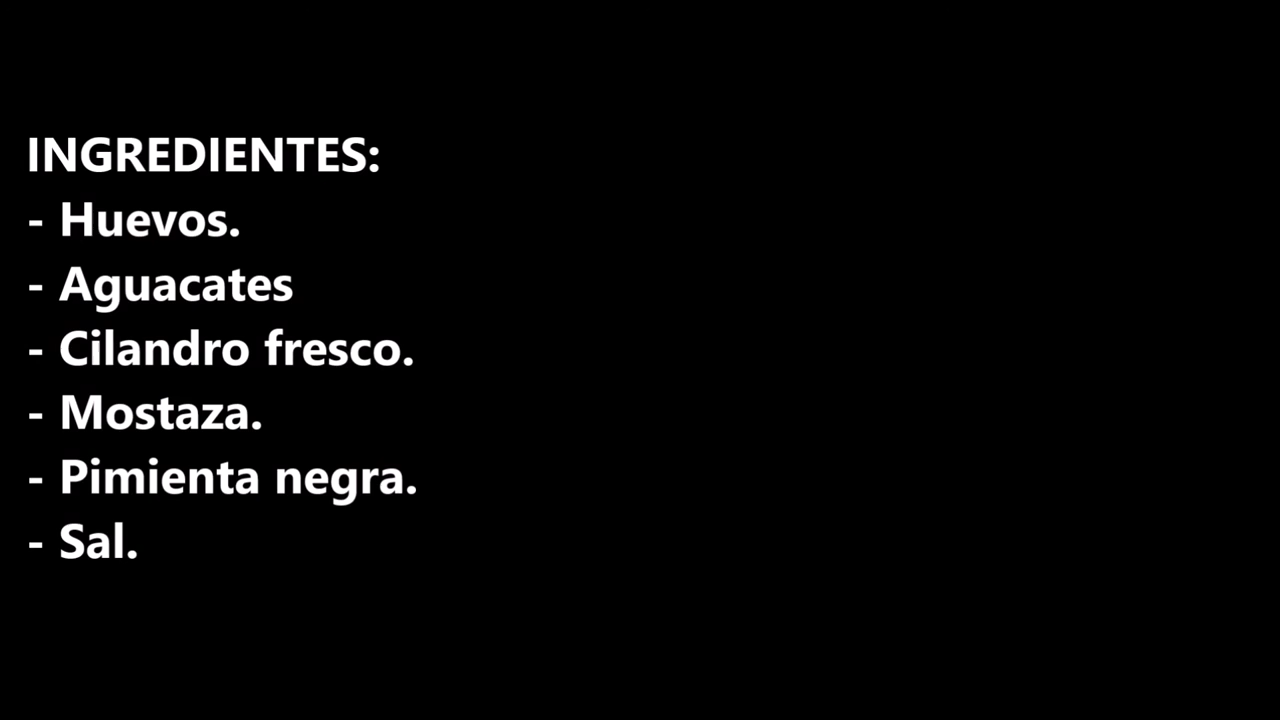 INGREDIENTES:
- Huevos.
- Aguacates
- Cilandro fresco.
- Mostaza.
- Pimienta negra.
- Sal.